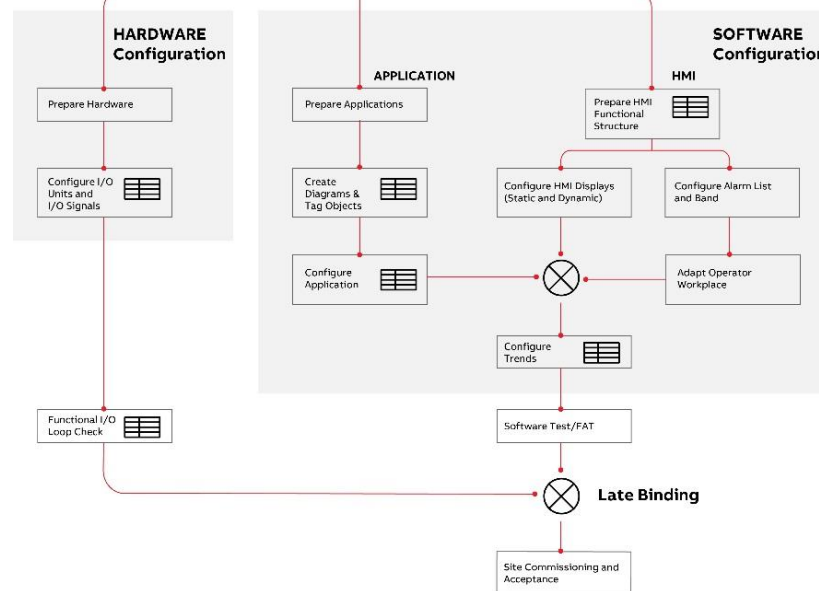 HARDWARE
Configuration
SOFTWARE
Configuration
APPLICATION
HMI
Prepare Hardware
Prepare Applications
Prepare HMI
Functional
Structure
Configure I/O
Units and
I/O Signals
Create
Diagrams &
Tag Objects
Configure HMI Displays
(Static and Dynamic)
Configure Alarm List
and Band
Configure
Application
Adapt Operator
Workplace
Configure
Trends
Functional I/O
Loop Check
Software Test/FAT
Late Binding
Site Commissioning and
Acceptance